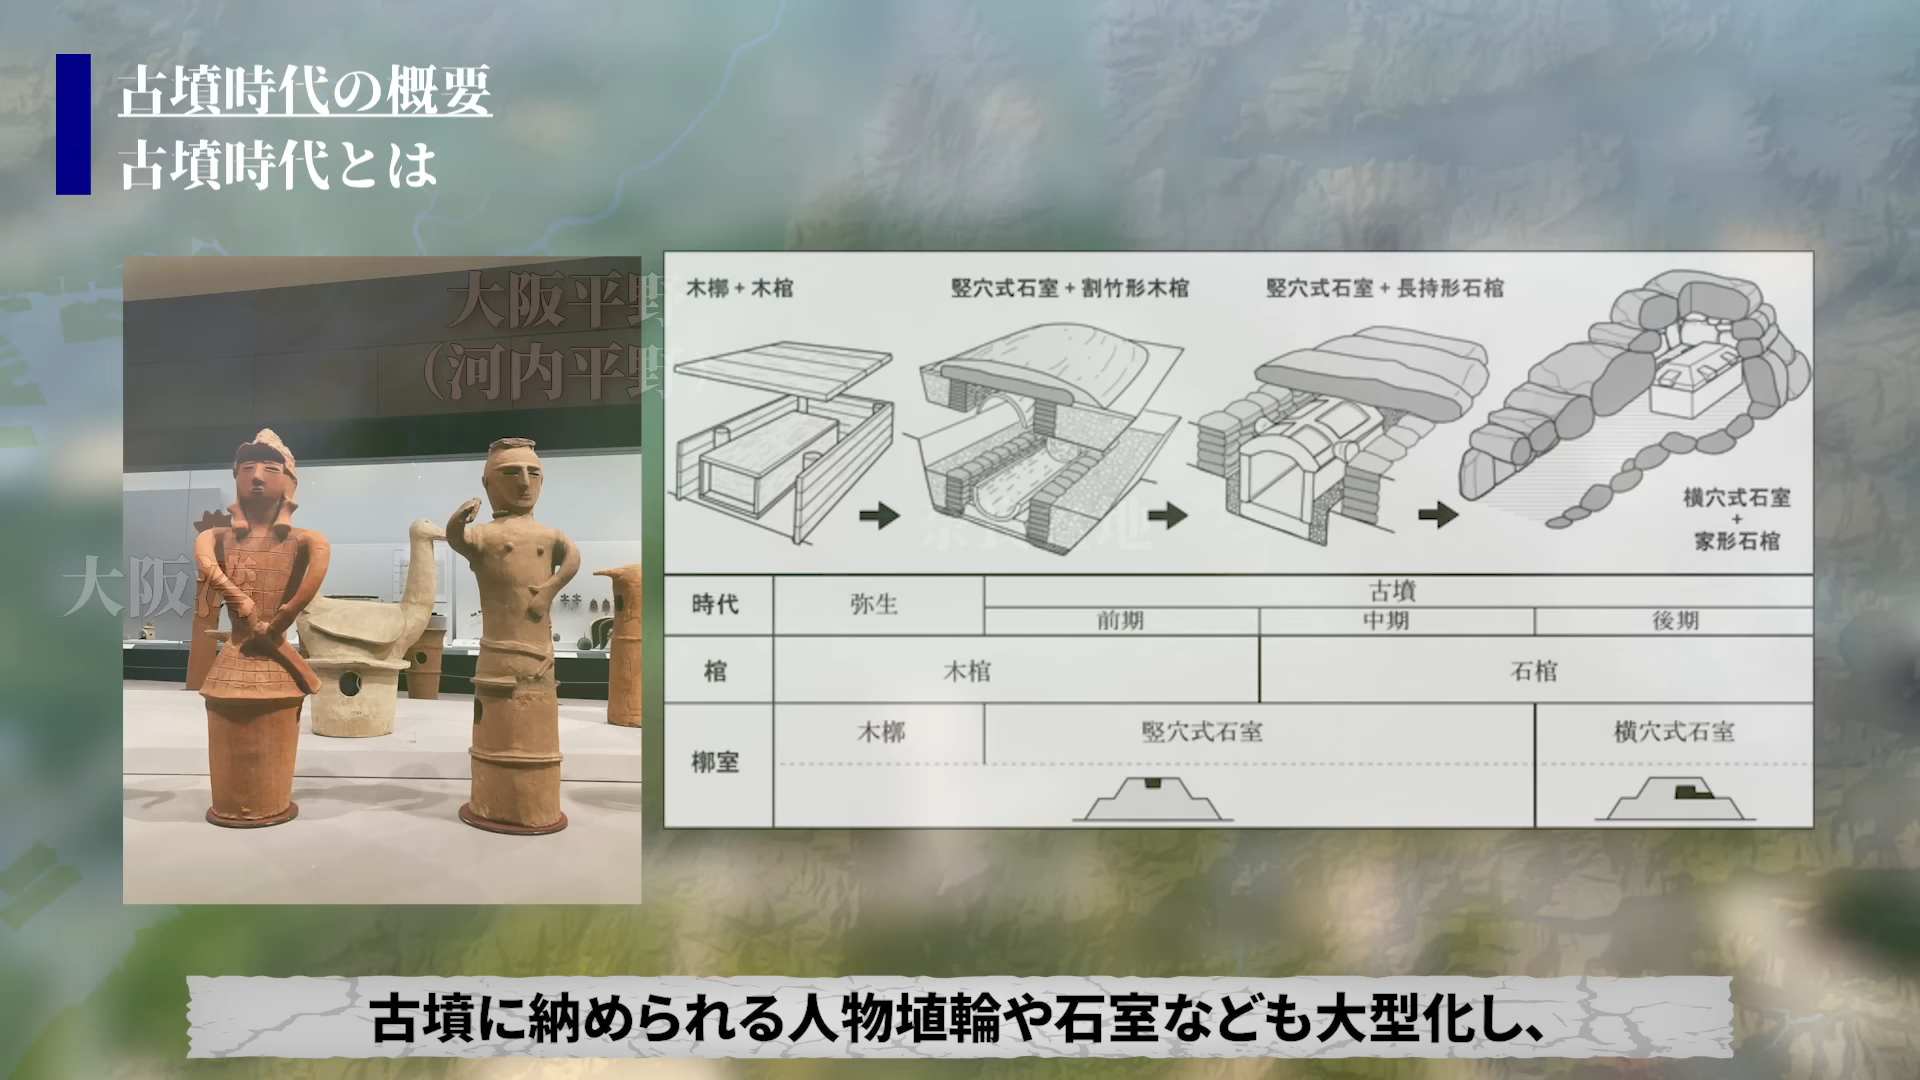 古墳時代の概要
古墳時代とは
大阪平野
(河内平野)
大阪湾
木槨+木棺
竪穴式石室+割竹形木棺
竪穴式石室+長持形石棺
横穴式石室
+
家形石棺
時代
弥生
古墳
前期
中期
後期
棺
木棺
石棺
槨室
木槨
竪穴式石室
横穴式石室
古墳に納められる人物埴輪や石室なども大型化し、